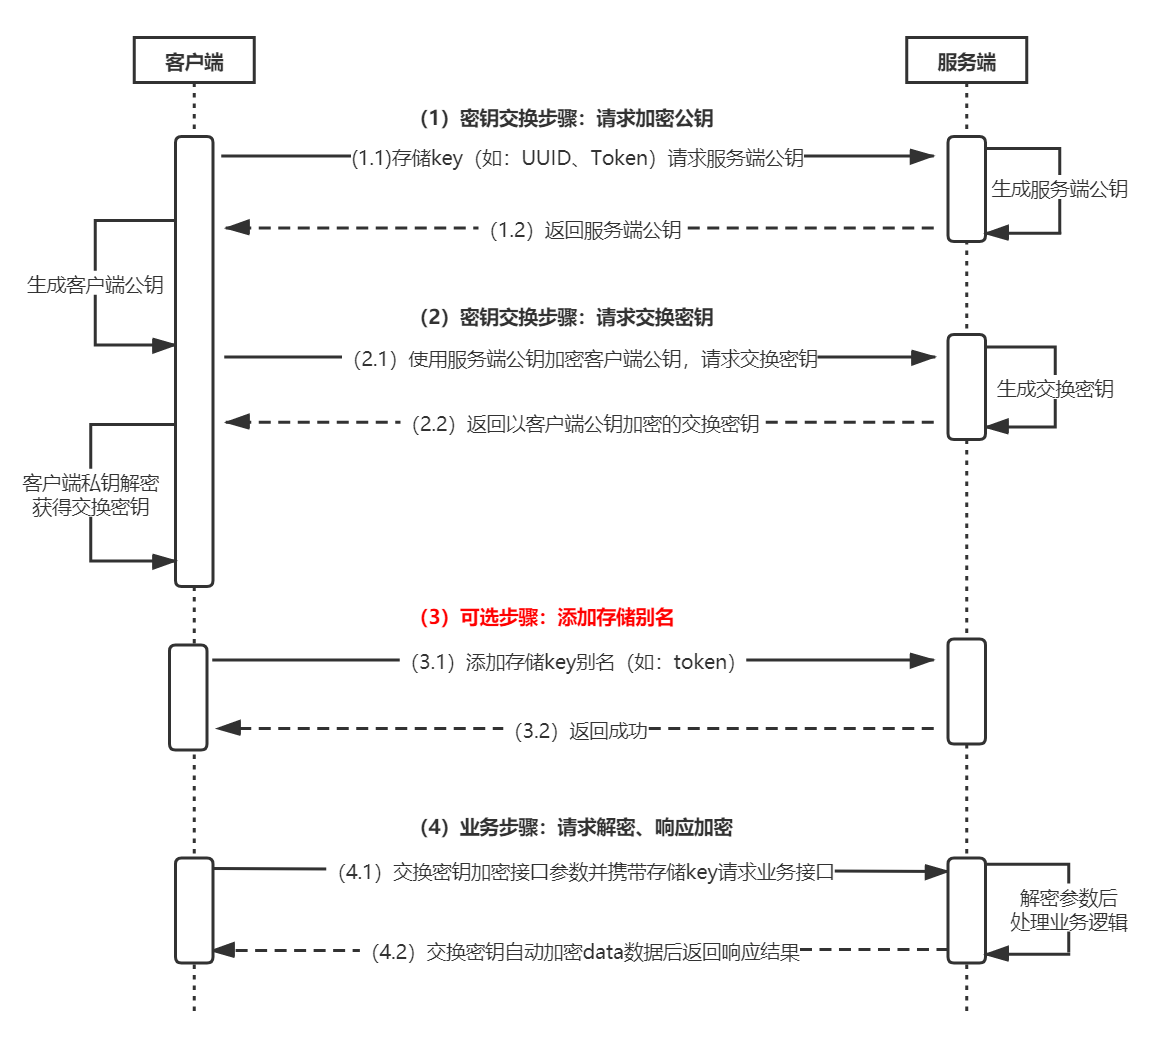 客户端
服务端
（1）密钥交换步骤：请求加密公钥
(1.1)存储key（如：UUID、Token）请求服务端公钥
生成服务端公钥
（1.2）返回服务端公钥
生成客户端公钥
（2）密钥交换步骤：请求交换密钥
（2.1）使用服务端公钥加密客户端公钥，请求交换密钥
生成交换密钥
（2.2）返回以客户端公钥加密的交换密钥
客户端私钥解密
获得交换密钥
（3）可选步骤：添加存储别名
（3.1）添加存储key别名（如：token）
（3.2）返回成功
（4）业务步骤：请求解密、响应加密
（4.1）交换密钥加密接口参数并携带存储key请求业务接口
解密参数后
处理业务逻辑
（4.2）交换密钥自动加密data数据后返回响应结果